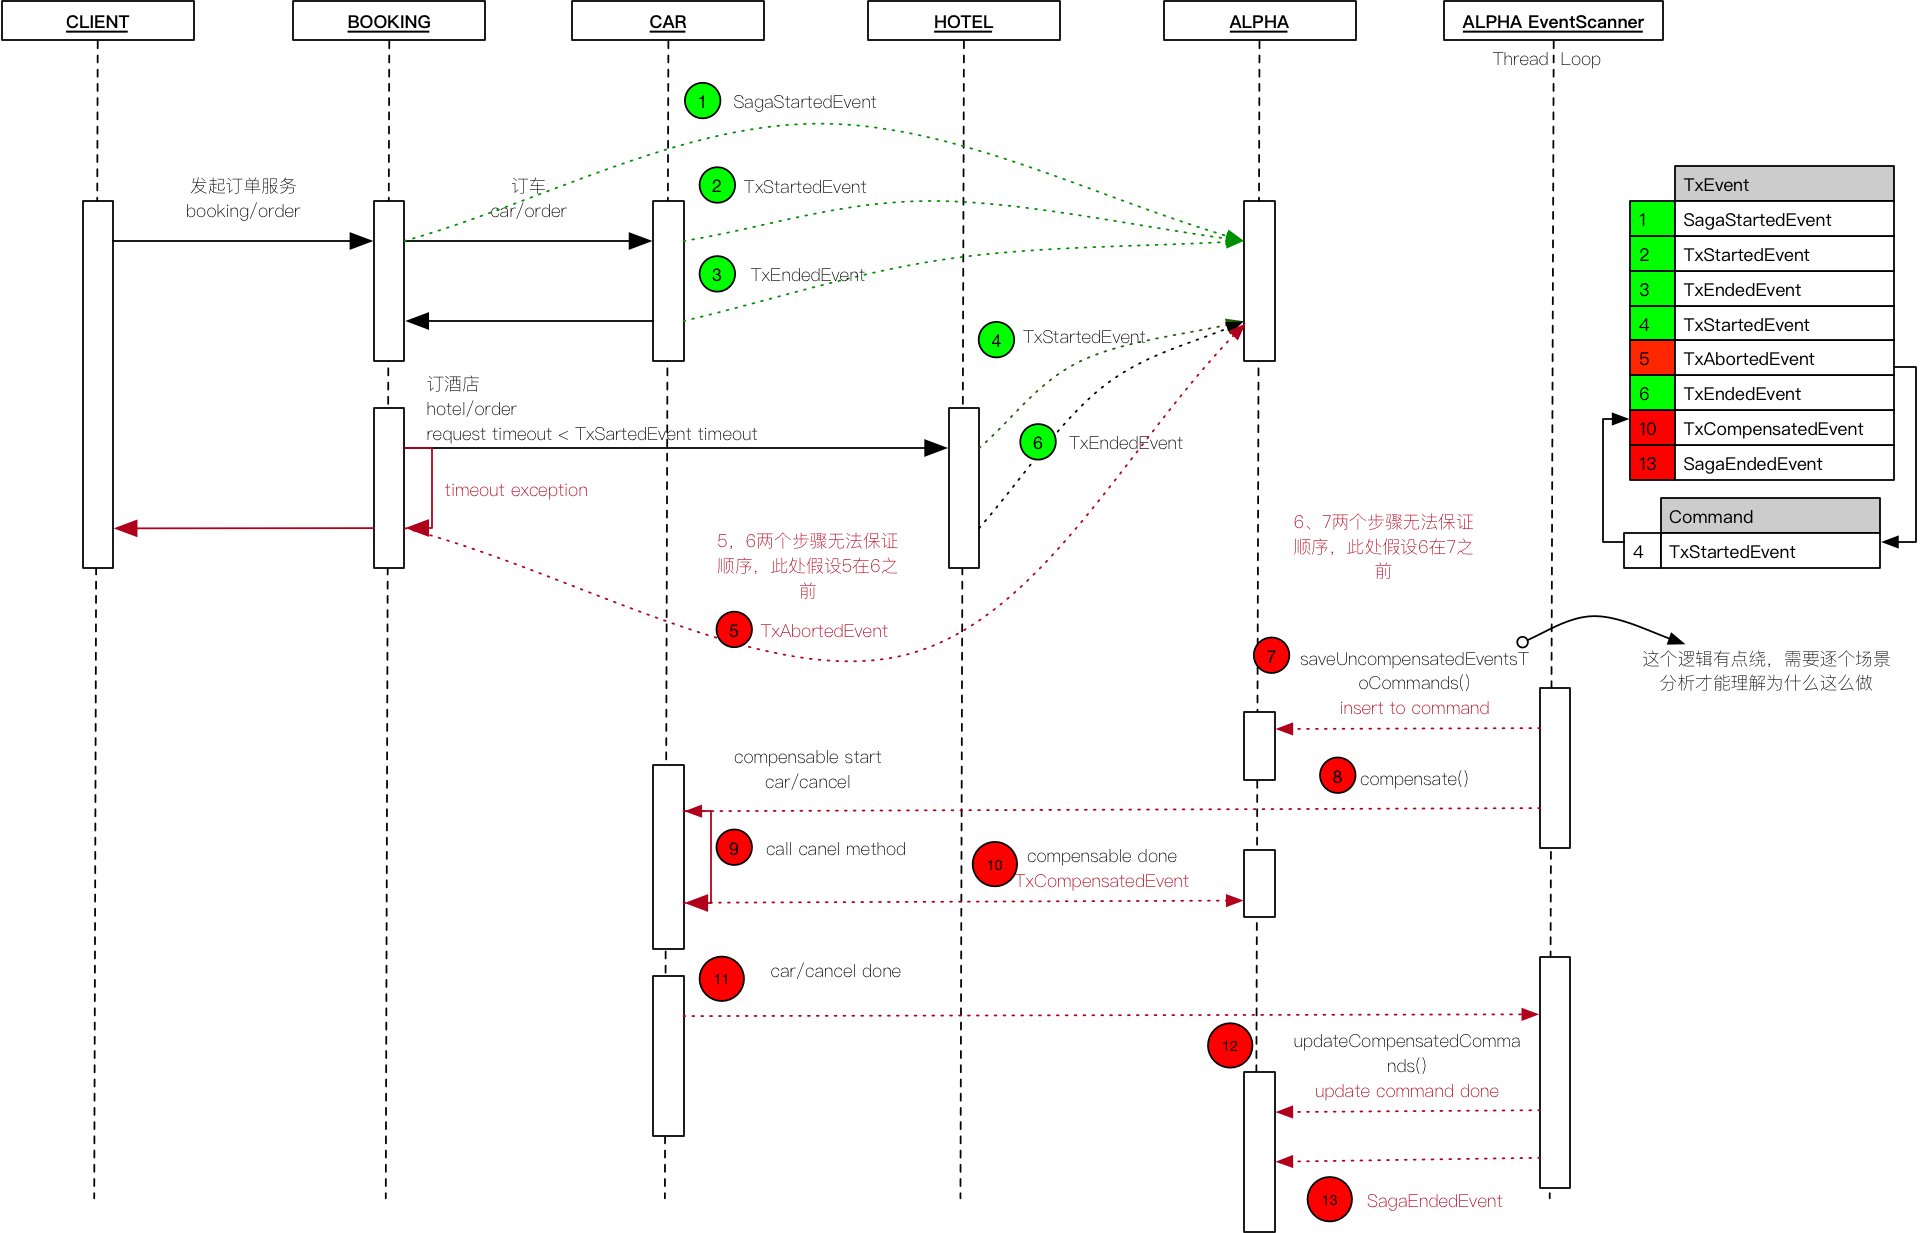 CLIENT
BOOKING
CAR
HOTEL
ALPHA
ALPHA EventScanner
Thread Loop
1
SagaStartedEvent
发起订单服务
booking/order
订车
car/order
2
TxStartedEvent
3
TxEndedEvent
4
TxStartedEvent
订酒店
hotel/order
request timeout < TxSartedEvent timeout
6
TxEndedEvent
timeout exception
5，6两个步骤无法保证
顺序，此处假设5在6之
前
6、7两个步骤无法保证
顺序，此处假设6在7之
前
5
TxAbortedEvent
TxEvent
1
SagaStartedEvent
2
TxStartedEvent
3
TxEndedEvent
4
TxStartedEvent
5
TxAbortedEvent
6
TxEndedEvent
10
TxCompensatedEvent
13
SagaEndedEvent
Command
4
TxStartedEvent
7
saveUncompensatedEventsT
oCommands()
insert to command
这个逻辑有点绕，需要逐个场景
分析才能理解为什么这么做
compensable start
car/cancel
8
compensate()
9
call canel method
10
compensable done
TxCompensatedEvent
11
car/cancel done
12
updateCompensatedComma
nds()
update command done
13
SagaEndedEvent